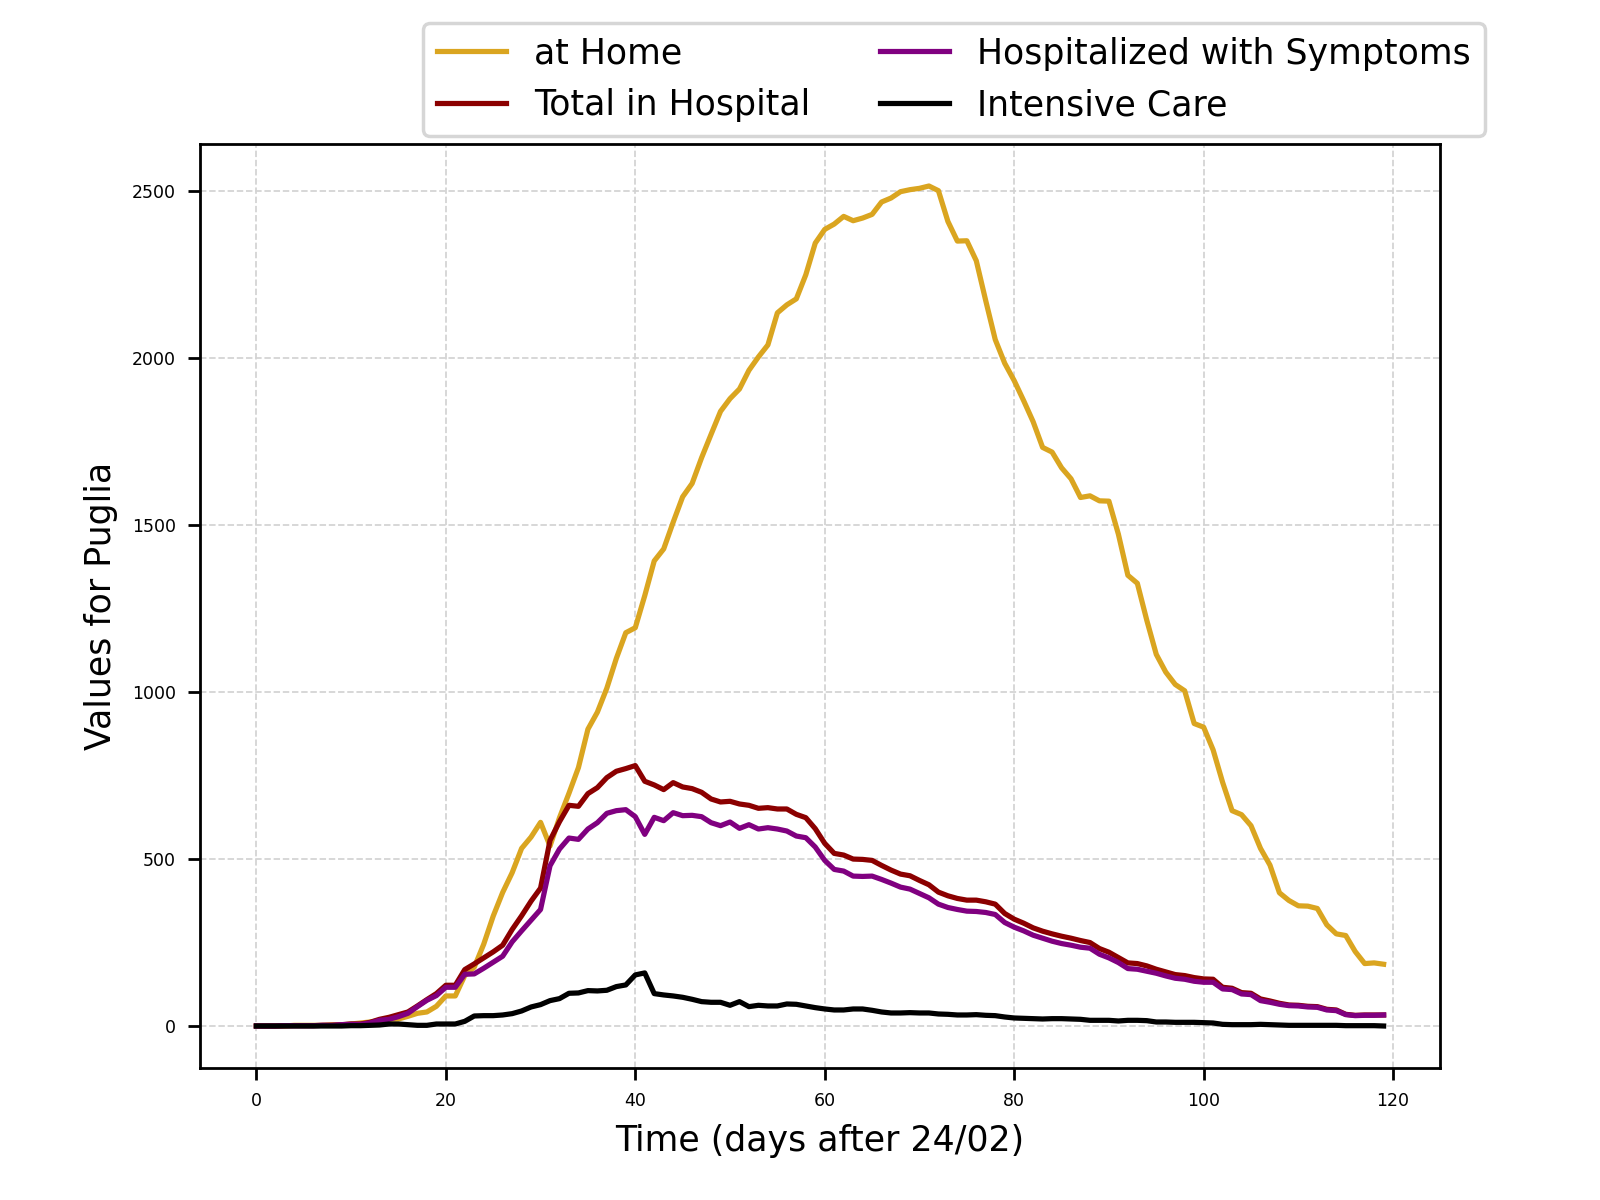 at Home
Total in Hospital
Hospitalized with Symptoms
Intensive Care
2500
2000
1500
1000
500
0
Values for Puglia
0 20 40 60 80 100 120
Time (days after 24/02)